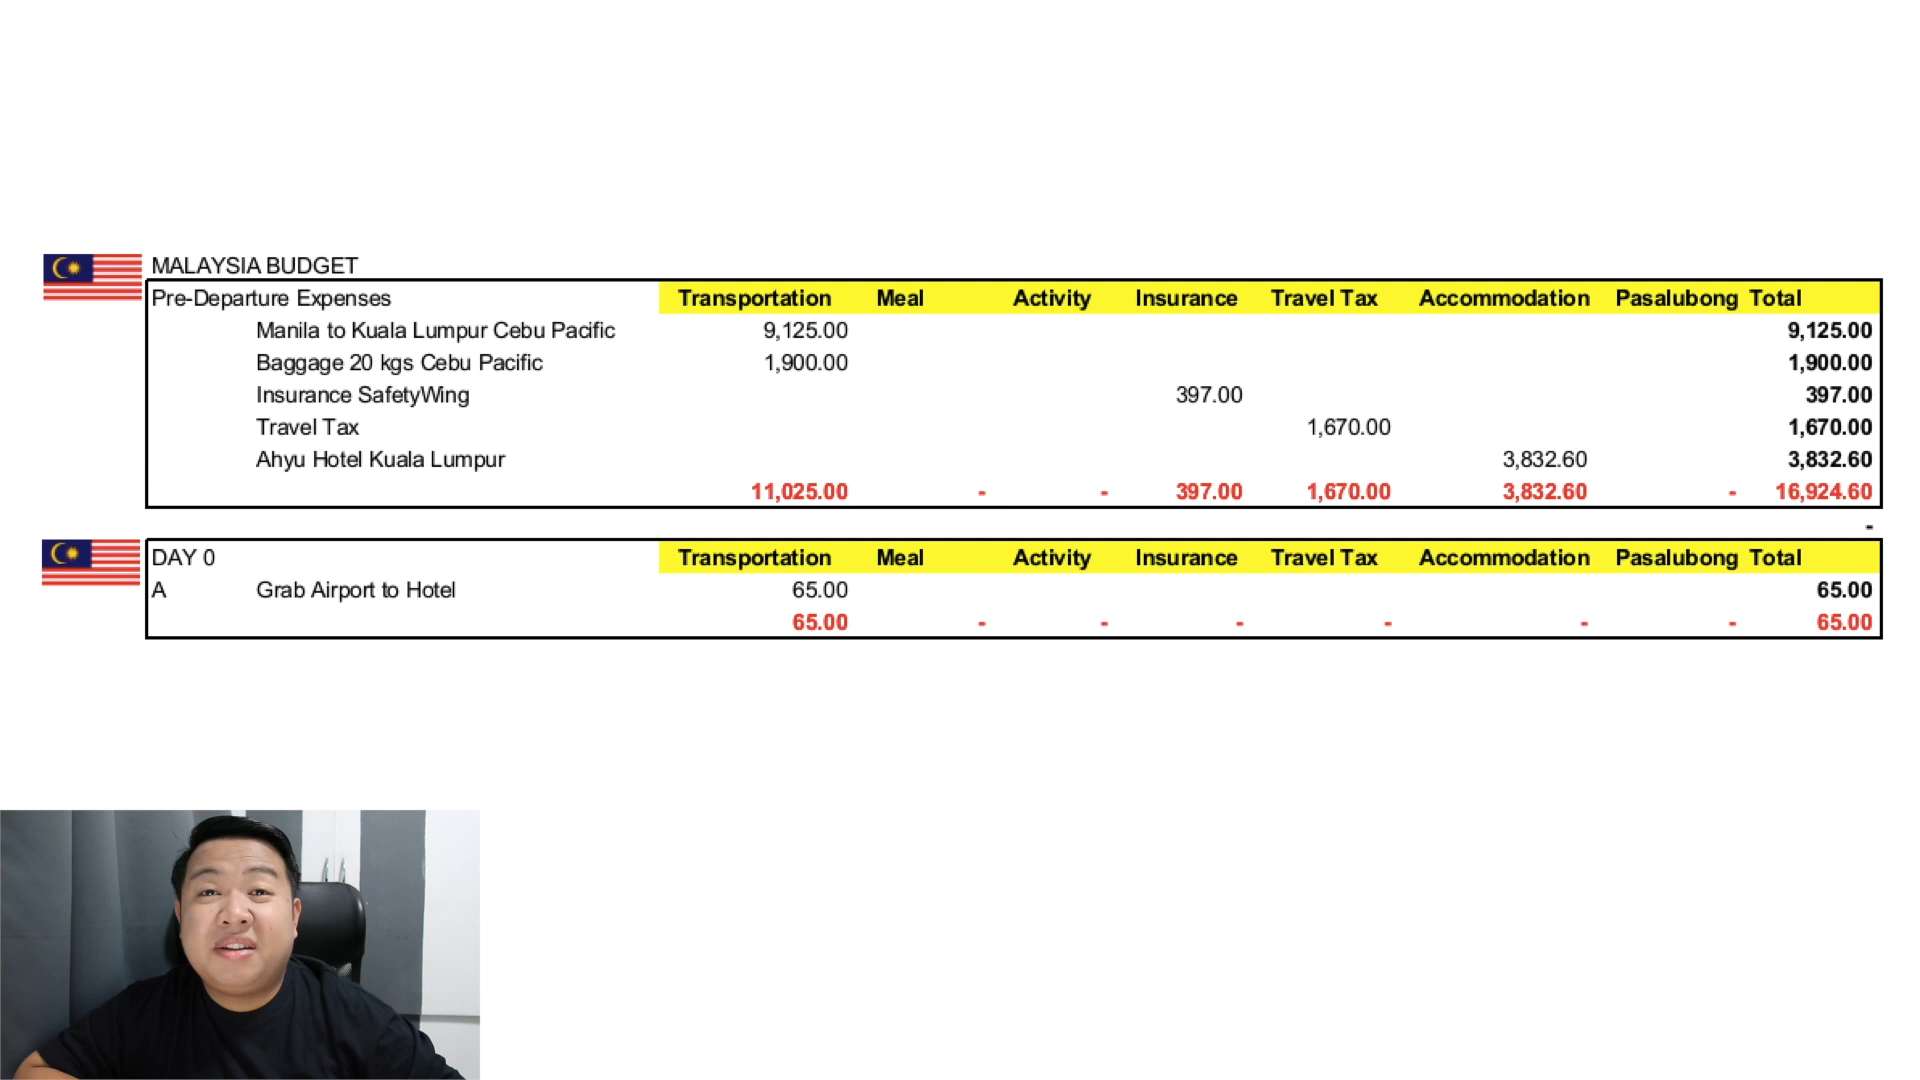 MALAYSIA BUDGET
Pre-Departure Expenses Transportation Meal Activity Insurance Travel Tax Accommodation Pasalubong Total
Manila to Kuala Lumpur Cebu Pacific 9,125.00 9,125.00
Baggage 20 kgs Cebu Pacific 1,900.00 1,900.00
Insurance SafetyWing 397.00 397.00
Travel Tax 1,670.00 1,670.00
Ahyu Hotel Kuala Lumpur 3,832.60 3,832.60
11,025.00 - - 397.00 1,670.00 3,832.60 - 16,924.60
-
DAY 0 Transportation Meal Activity Insurance Travel Tax Accommodation Pasalubong Total
A Grab Airport to Hotel 65.00 65.00
65.00 - - - - - - 65.00